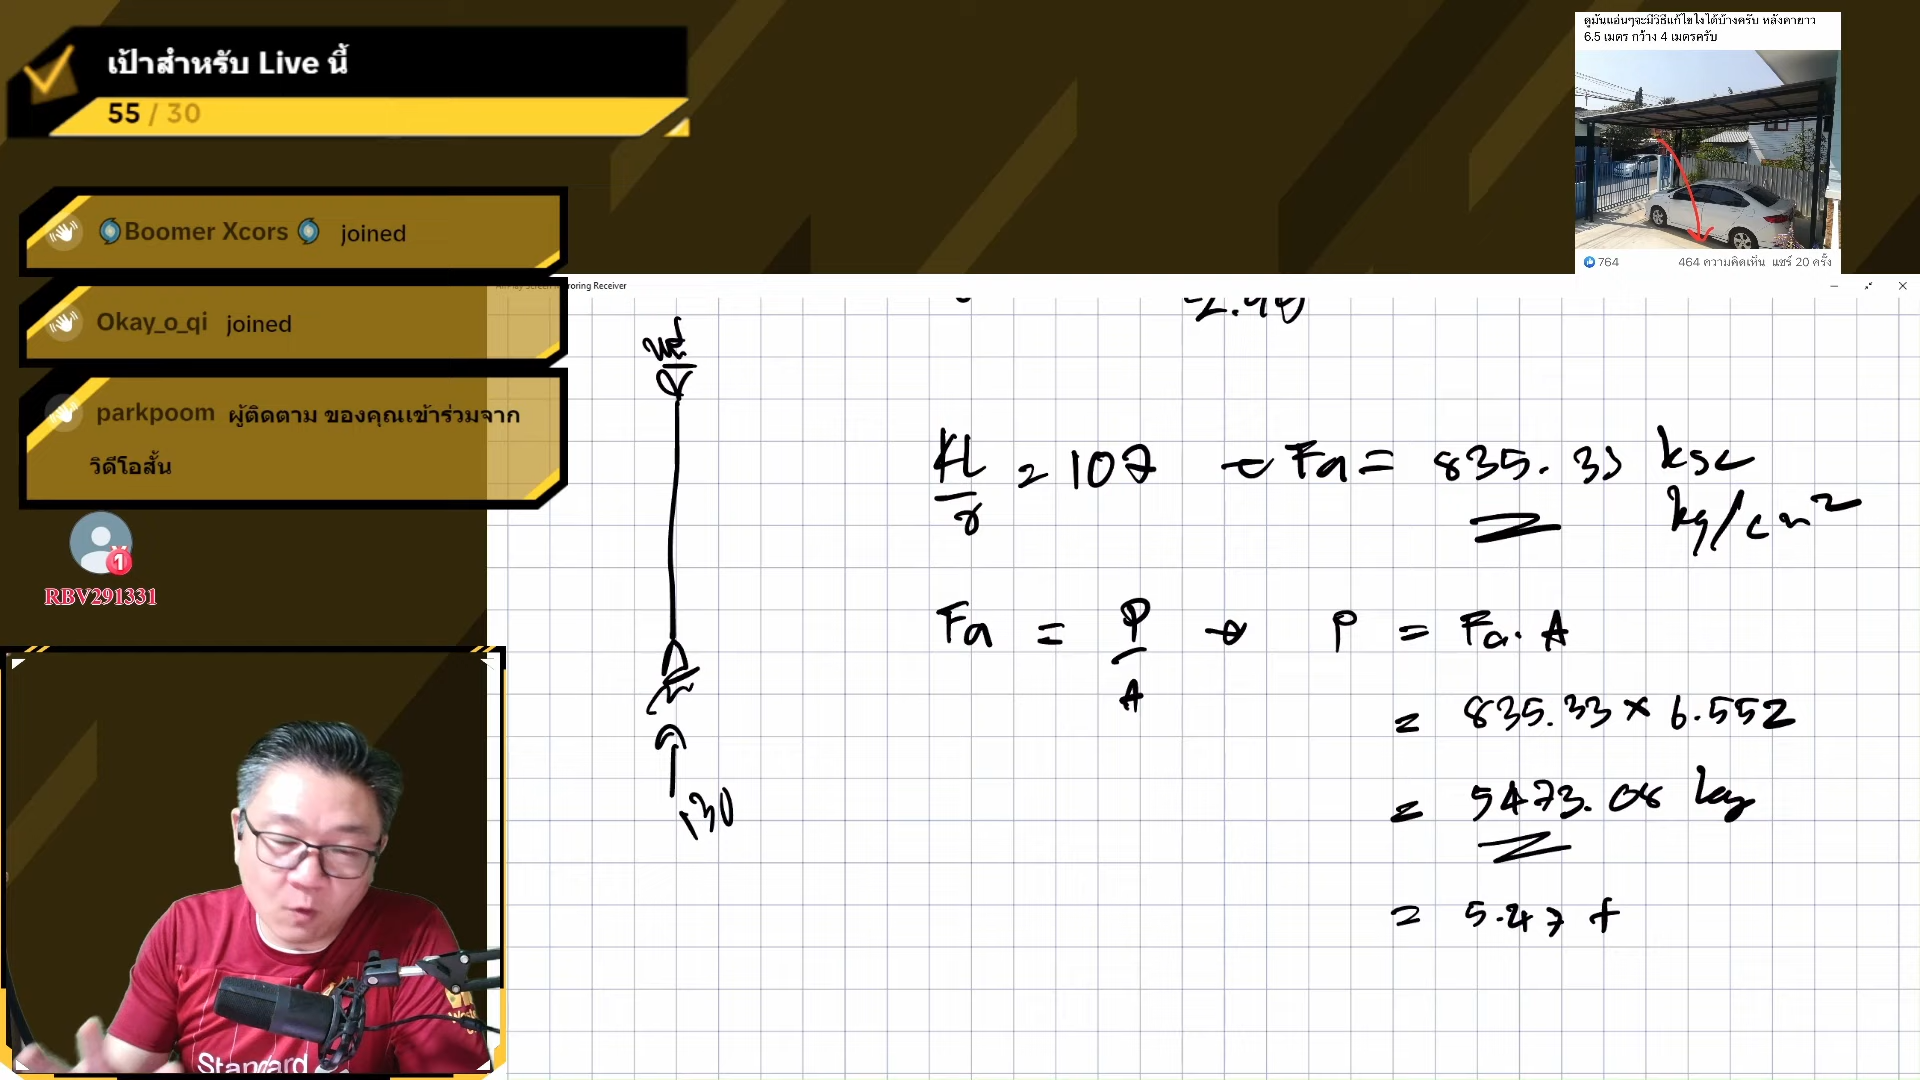 เป้าสำหรับ Live นี้
55 / 30
Boomer Xcors joined
Okay_o_qi joined
parkpoom ผู้ติดตาม ของคุณเข้าร่วมจาก
วิดีโอสั้น
1
RBV291331
ดูมันแอ่นๆจะมีวิธีแก้ไขไงได้บ้างครับ หลังคายาว
6.5 เมตร กว้าง 4 เมตรครับ
764 464 ความคิดเห็น แชร์ 20 ครั้ง
roring Receiver
KL/r = 107 → Fa = 835.33 ksc
kg/cm²
Fa = P/A → P = Fa. A
= 835.33 × 6.552
= 5473.08 kg
= 5.47 t
Standard